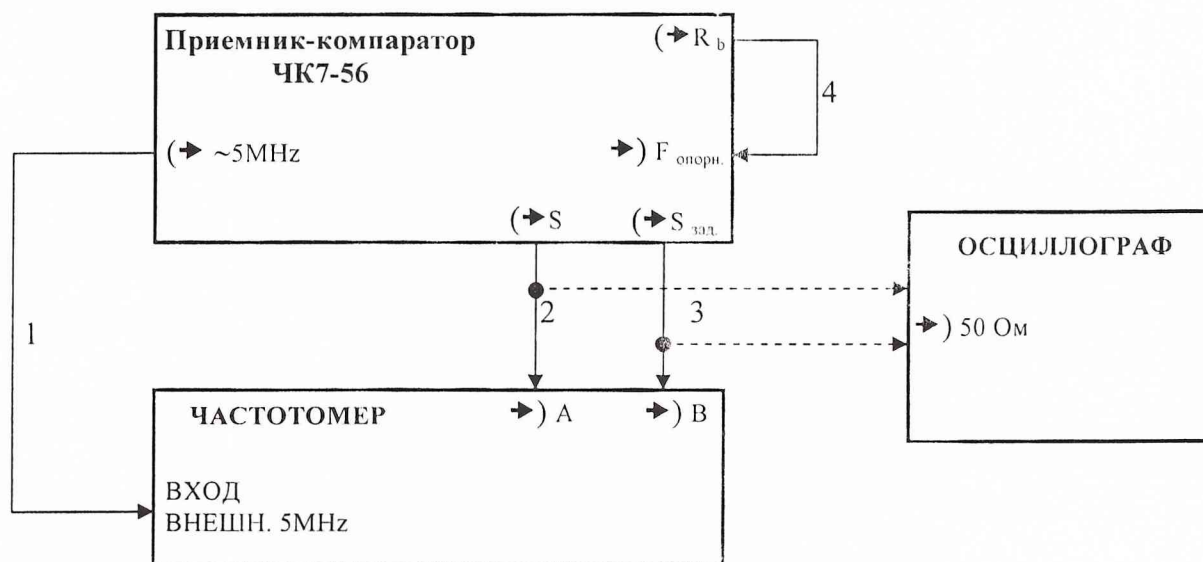 Приемник-компаратор
ЧК7-56
R b
4
~5MHz
F опорн.
S
S зад.
ОСЦИЛЛОГРАФ
50 Ом
1
2
3
ЧАСТОТОМЕР
A
B
ВХОД
ВНЕШН. 5MHz